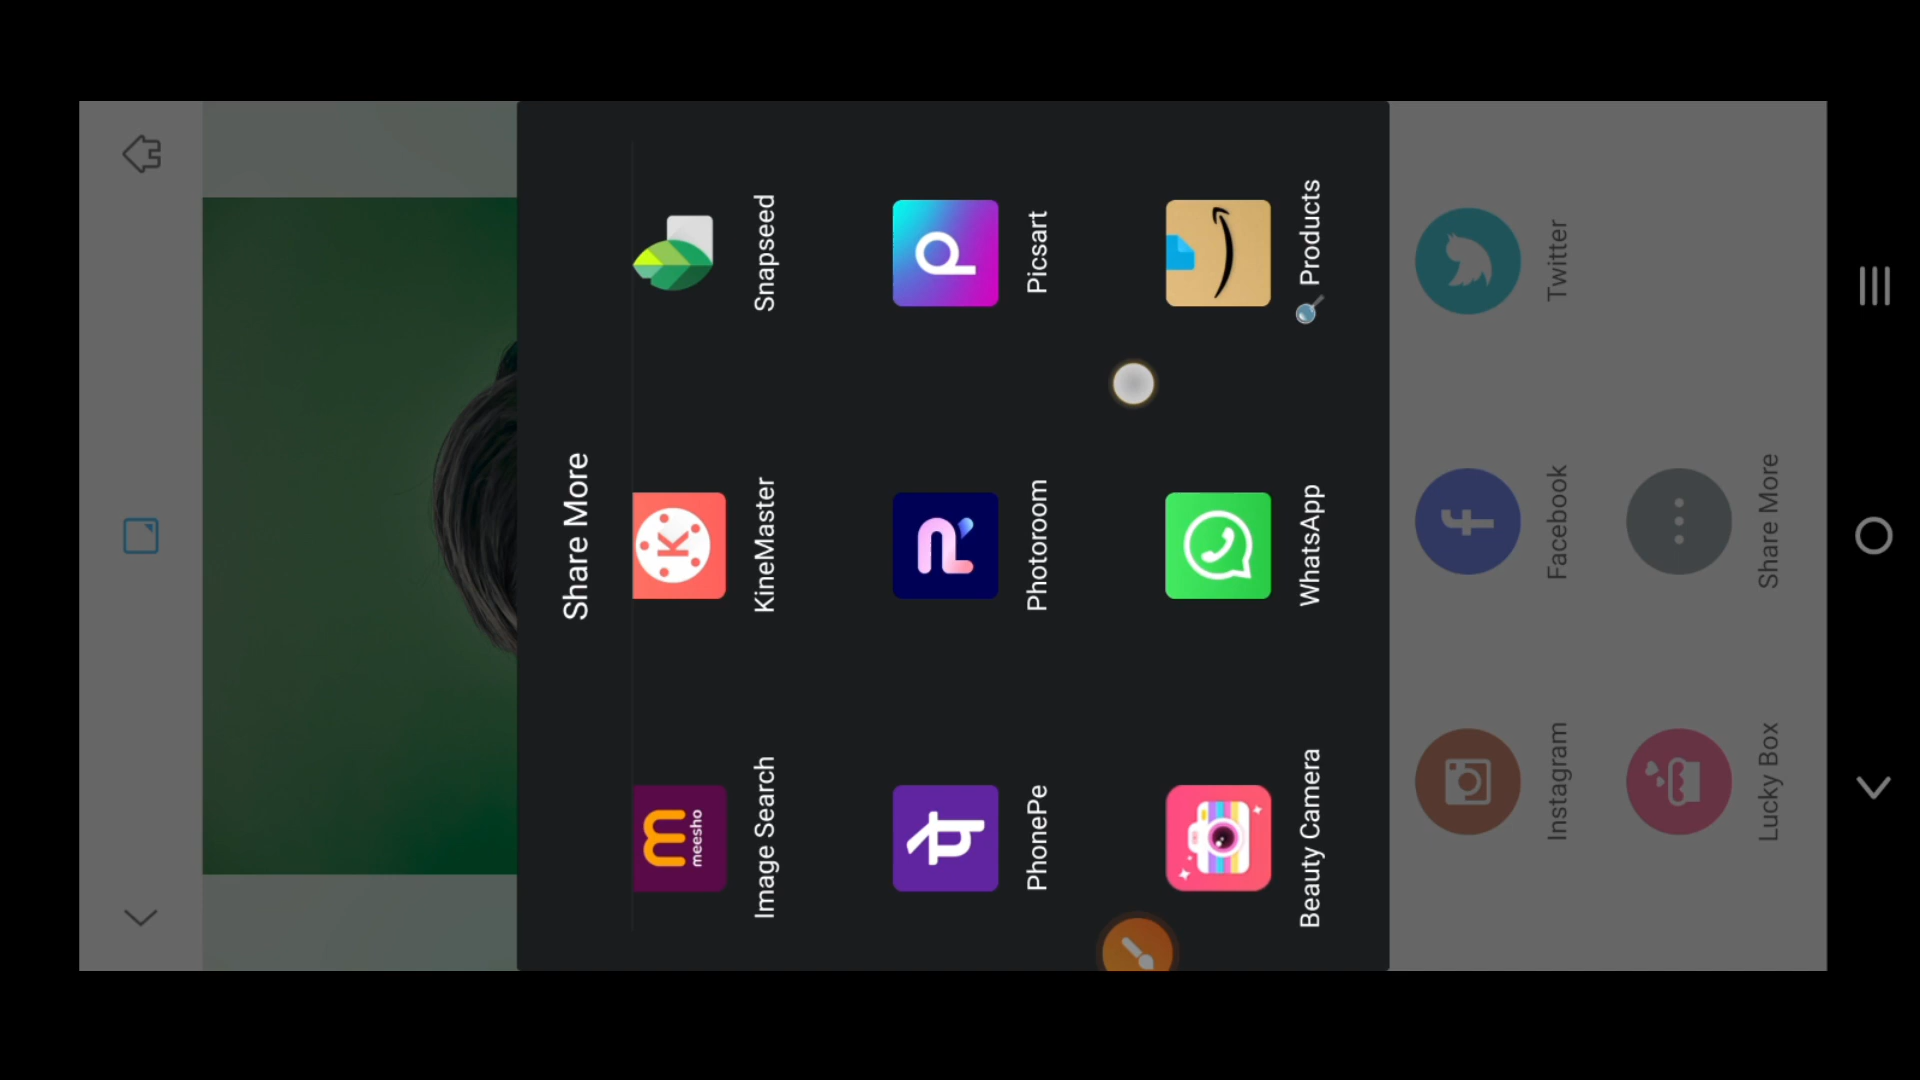 Share More
Image Search
KineMaster
Snapseed
meesho
PhonePe
Photoroom
Picsart
Beauty Camera
WhatsApp
Products
Instagram
Facebook
Twitter
Lucky Box
Share More